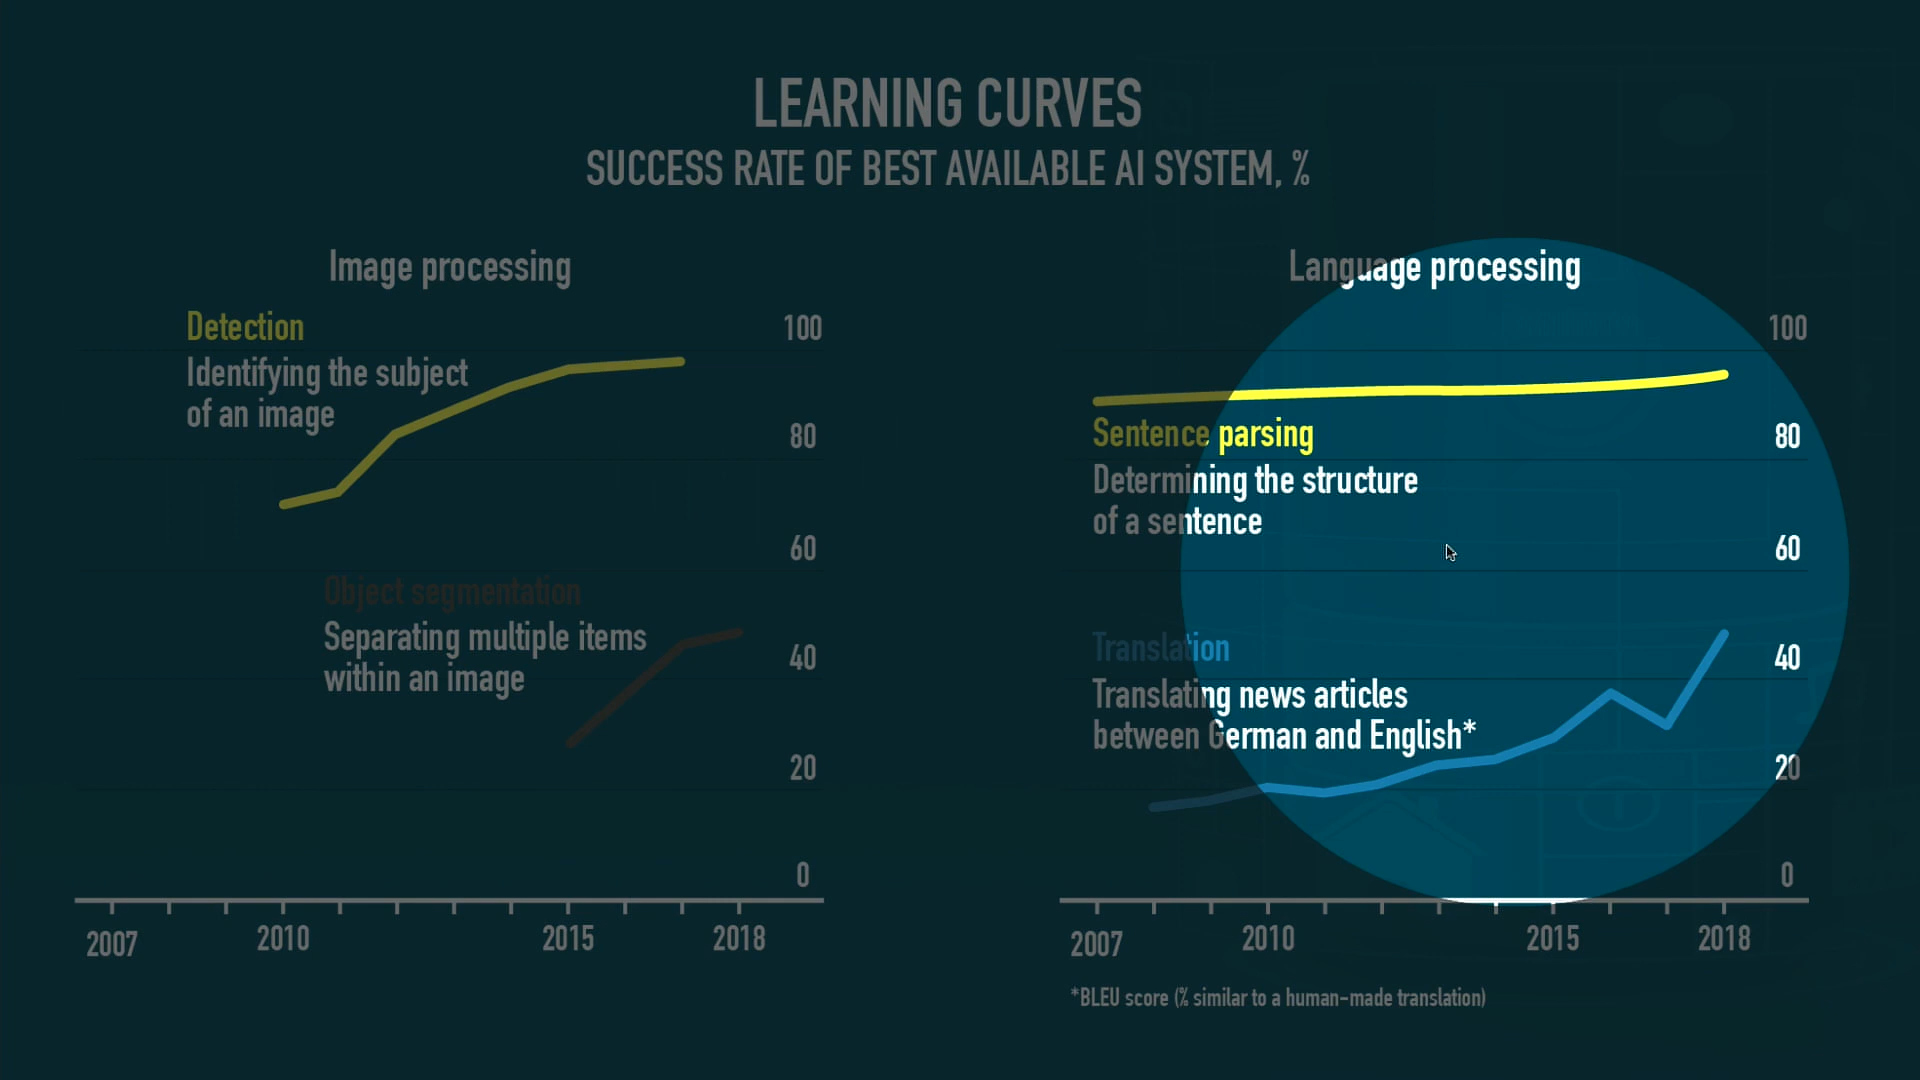 LEARNING CURVES
SUCCESS RATE OF BEST AVAILABLE AI SYSTEM, %
Image processing
Detection
Identifying the subject
of an image
Object segmentation
Separating multiple items
within an image
100
80
60
40
20
0
2007
2010
2015
2018
Language processing
Sentence parsing
Determining the structure
of a sentence
Translation
Translating news articles
between German and English*
100
80
60
40
20
0
2007
2010
2015
2018
*BLEU score (% similar to a human-made translation)